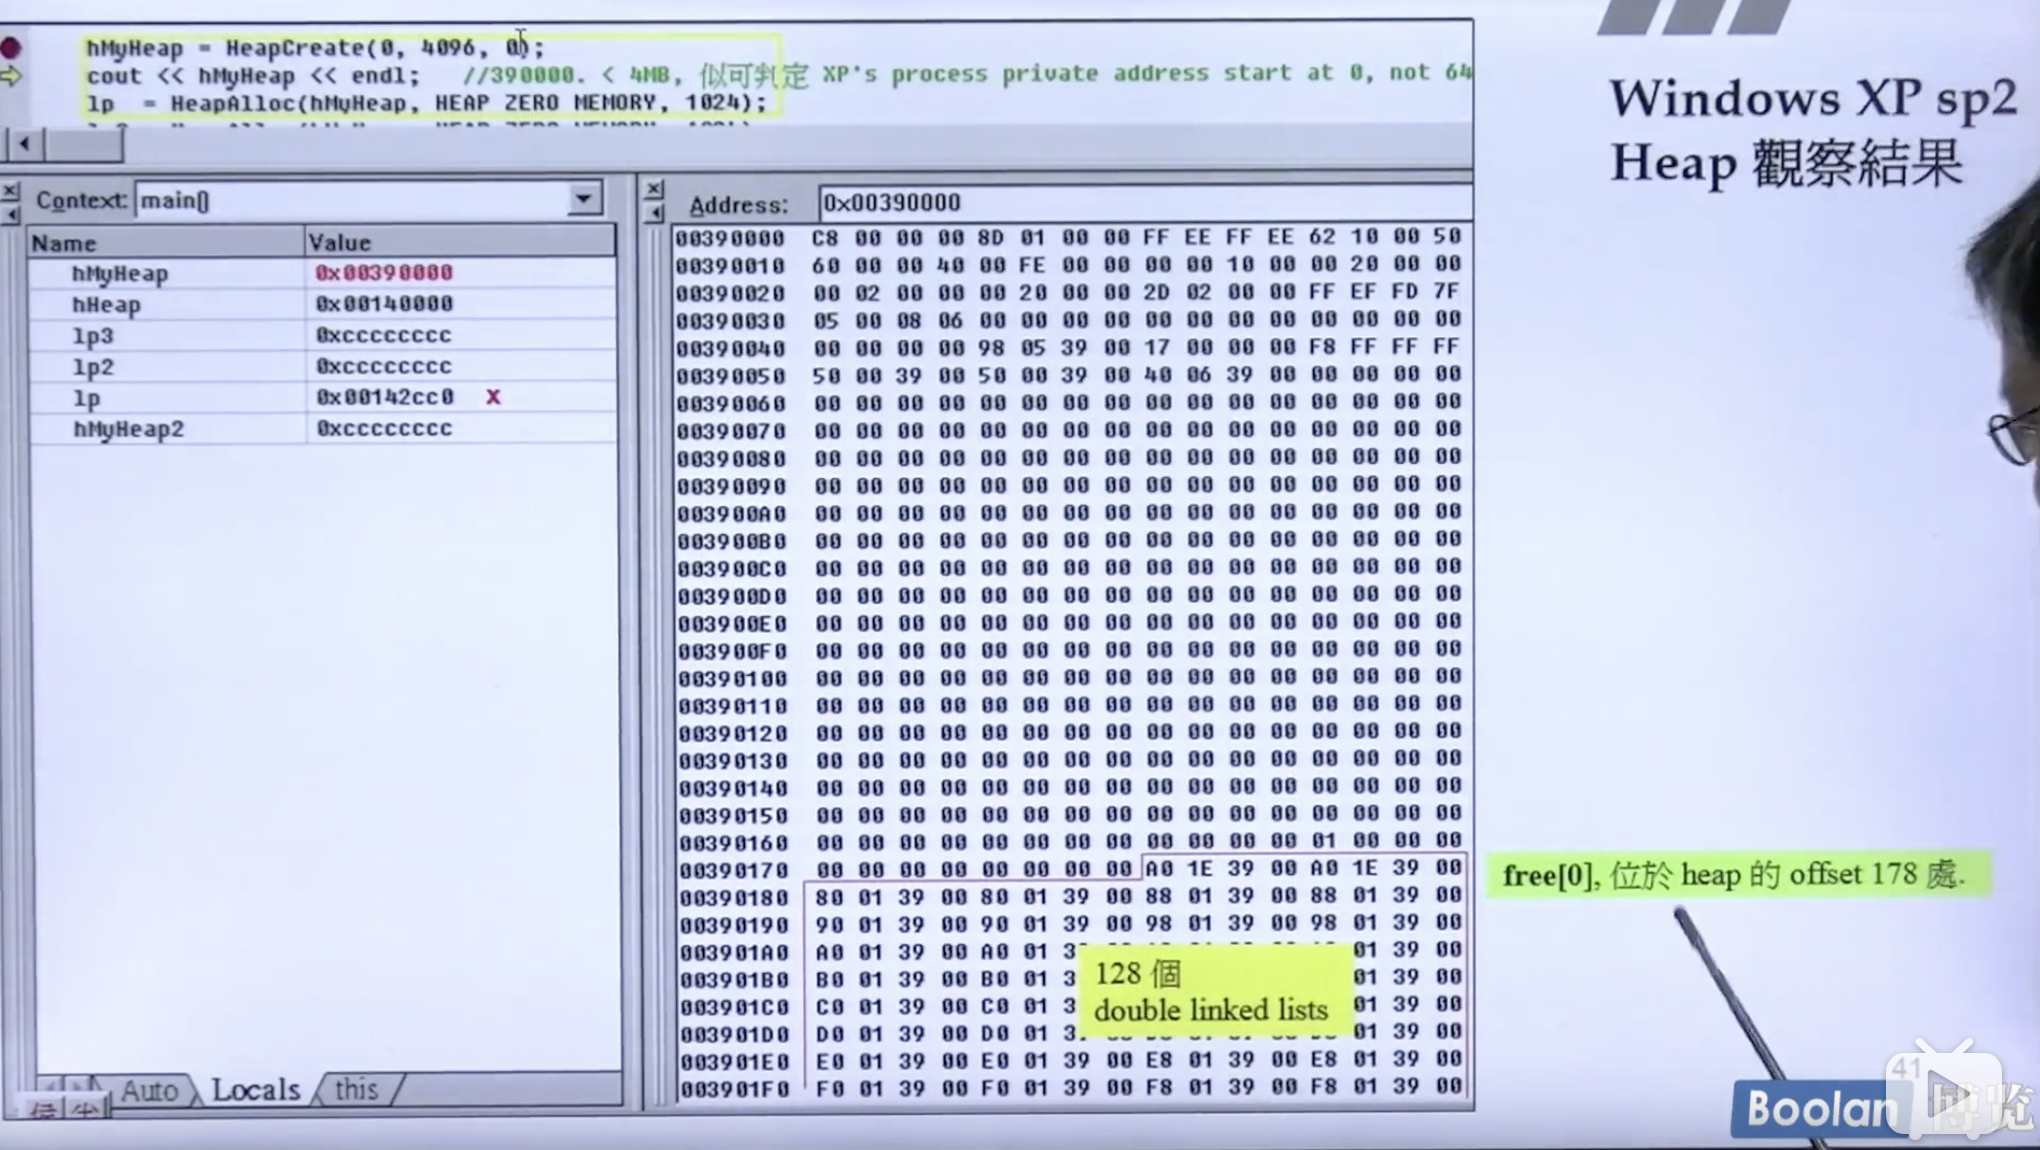 hMyHeap = HeapCreate(0, 4096, 0);
cout << hMyHeap << endl;   //390000. < 4MB, 似可判定 XP's process private address start at 0, not 64
lp  = HeapAlloc(hMyHeap, HEAP_ZERO_MEMORY, 1024);
Windows XP sp2
Heap 觀察結果
Context: main()
Name Value
hMyHeap 0x00390000
hHeap 0x00140000
lp3 0xcccccccc
lp2 0xcccccccc
lp 0x00142cc0 X
hMyHeap2 0xcccccccc
Auto Locals this
Address: 0x00390000
00390000 C8 00 00 00 8D 01 00 00 FF EE FF EE 62 10 00 50
00390010 60 00 00 40 00 FE 00 00 00 00 10 00 00 20 00 00
00390020 00 02 00 00 00 20 00 00 2D 02 00 00 FF EF FD 7F
00390030 05 00 08 06 00 00 00 00 00 00 00 00 00 00 00 00
00390040 00 00 00 00 98 05 39 00 17 00 00 00 F8 FF FF FF
00390050 50 00 39 00 50 00 39 00 40 06 39 00 00 00 00 00
00390060 00 00 00 00 00 00 00 00 00 00 00 00 00 00 00 00
00390070 00 00 00 00 00 00 00 00 00 00 00 00 00 00 00 00
00390080 00 00 00 00 00 00 00 00 00 00 00 00 00 00 00 00
00390090 00 00 00 00 00 00 00 00 00 00 00 00 00 00 00 00
003900A0 00 00 00 00 00 00 00 00 00 00 00 00 00 00 00 00
003900B0 00 00 00 00 00 00 00 00 00 00 00 00 00 00 00 00
003900C0 00 00 00 00 00 00 00 00 00 00 00 00 00 00 00 00
003900D0 00 00 00 00 00 00 00 00 00 00 00 00 00 00 00 00
003900E0 00 00 00 00 00 00 00 00 00 00 00 00 00 00 00 00
003900F0 00 00 00 00 00 00 00 00 00 00 00 00 00 00 00 00
00390100 00 00 00 00 00 00 00 00 00 00 00 00 00 00 00 00
00390110 00 00 00 00 00 00 00 00 00 00 00 00 00 00 00 00
00390120 00 00 00 00 00 00 00 00 00 00 00 00 00 00 00 00
00390130 00 00 00 00 00 00 00 00 00 00 00 00 00 00 00 00
00390140 00 00 00 00 00 00 00 00 00 00 00 00 00 00 00 00
00390150 00 00 00 00 00 00 00 00 00 00 00 00 00 00 00 00
00390160 00 00 00 00 00 00 00 00 00 00 00 00 01 00 00 00
00390170 00 00 00 00 00 00 00 00 A0 1E 39 00 A0 1E 39 00
00390180 80 01 39 00 80 01 39 00 88 01 39 00 88 01 39 00
00390190 90 01 39 00 90 01 39 00 98 01 39 00 98 01 39 00
003901A0 A0 01 39 00 A0 01 3 01 39 00
003901B0 B0 01 39 00 B0 01 3 01 39 00
003901C0 C0 01 39 00 C0 01 3 01 39 00
003901D0 D0 01 39 00 D0 01 3 01 39 00
003901E0 E0 01 39 00 E0 01 39 00 E8 01 39 00 E8 01 39 00
003901F0 F0 01 39 00 F0 01 39 00 F8 01 39 00 F8 01 39 00
free[0], 位於 heap 的 offset 178 處.
128 個
double linked lists
41
Boolan 博览